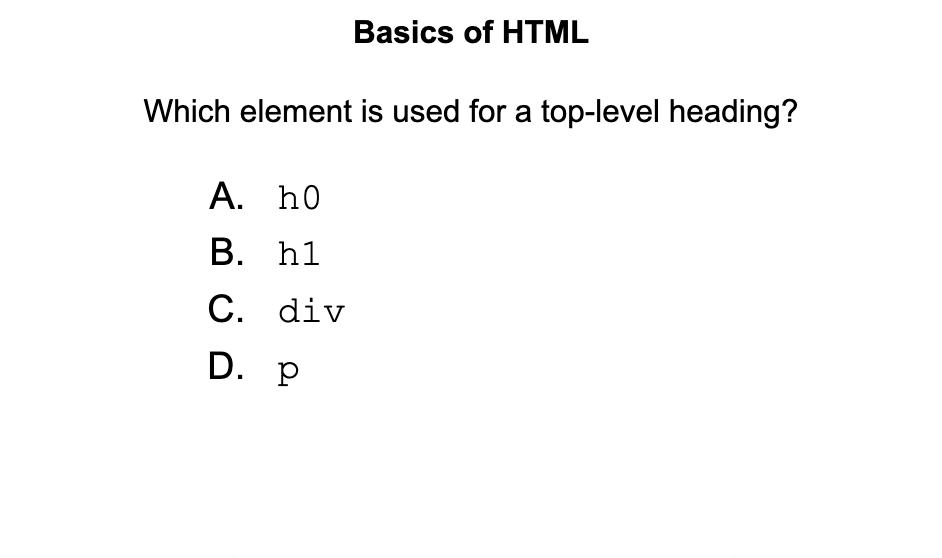 Basics of HTML
Which element is used for a top-level heading?
A. h0
B. h1
C. div
D. p